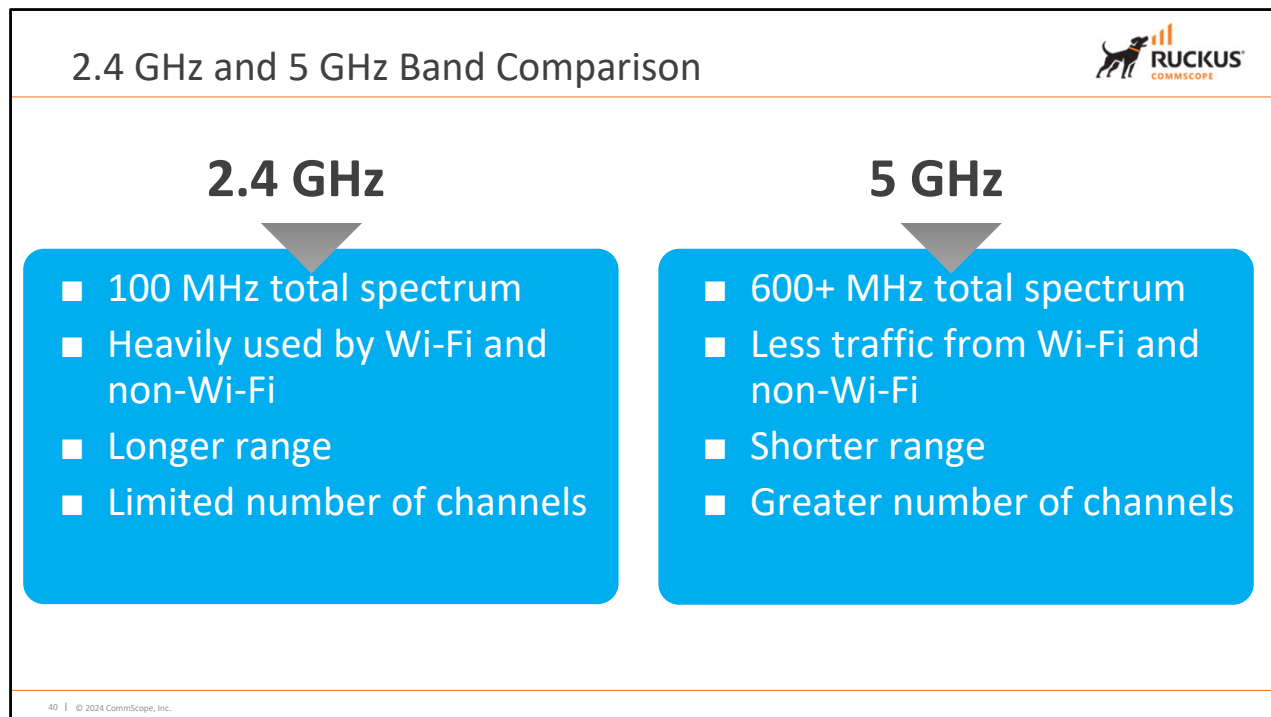 2.4 GHz and 5 GHz Band Comparison
RUCKUS
COMMSCOPE
2.4 GHz
■ 100 MHz total spectrum
■ Heavily used by Wi-Fi and
non-Wi-Fi
■ Longer range
■ Limited number of channels
5 GHz
■ 600+ MHz total spectrum
■ Less traffic from Wi-Fi and
non-Wi-Fi
■ Shorter range
■ Greater number of channels
40 | © 2024 CommScope, Inc.